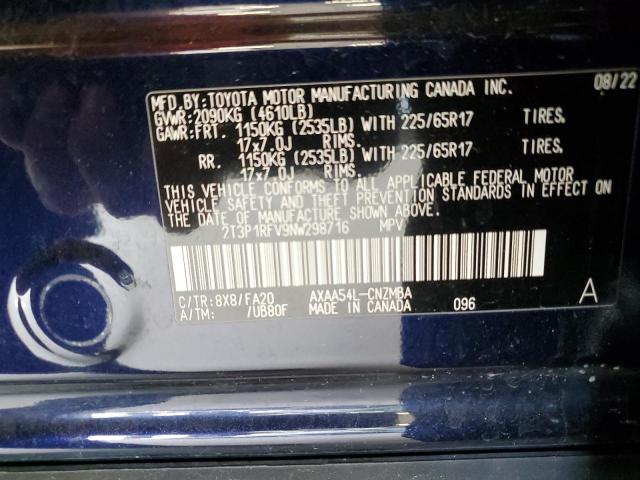 MFD.BY:TOYOTA MOTOR MANUFACTURING CANADA INC. 08/22
GVWR:2090KG (4610LB)
GAWR:FRT. 1150KG (2535LB) WITH 225/65R17 TIRES,
17x7.0J RIMS.
RR. 1150KG (2535LB) WITH 225/65R17 TIRES,
17x7.0J RIMS.
THIS VEHICLE CONFORMS TO ALL APPLICABLE FEDERAL MOTOR
VEHICLE SAFETY AND THEFT PREVENTION STANDARDS IN EFFECT ON
THE DATE OF MANUFACTURE SHOWN ABOVE.
2T3P1RFV9NW298716 MPV
C/TR:8X8/FA20 AXAA54L-CNZMBA A
A/TM: /UB80F MADE IN CANADA 096